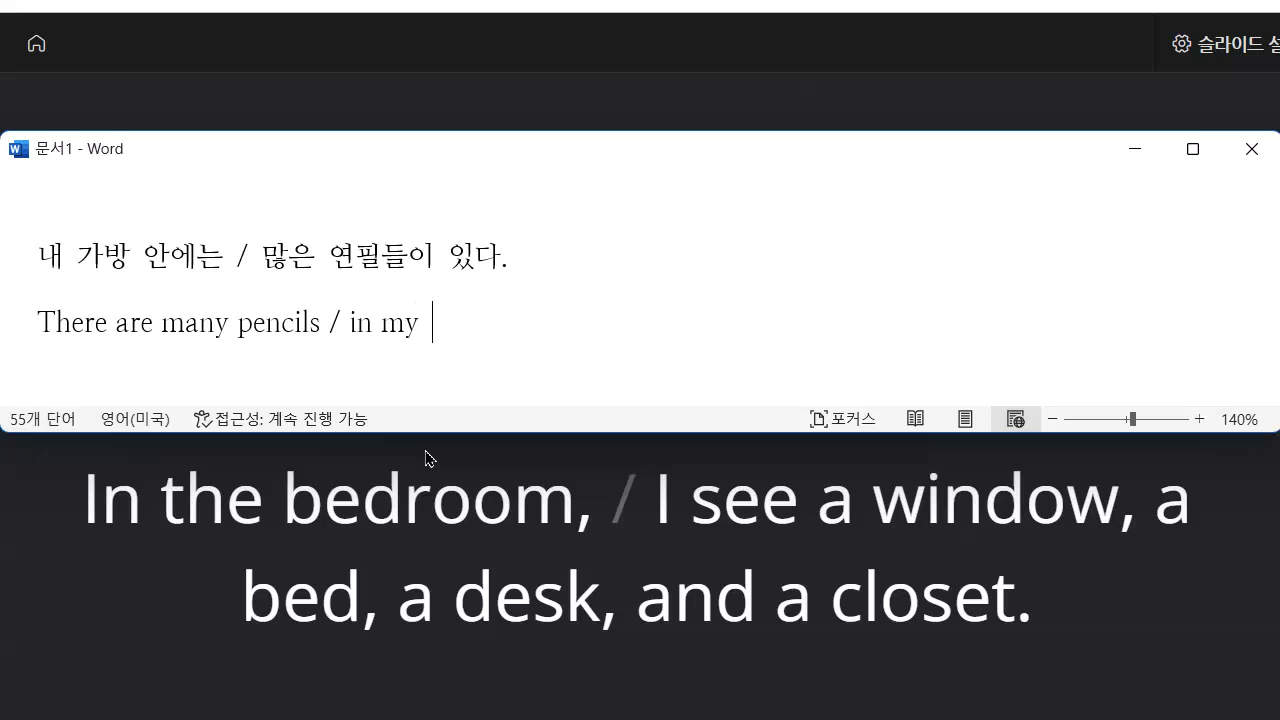 슬라이드
문서1 - Word
내 가방 안에는 / 많은 연필들이 있다.
There are many pencils / in my
55개 단어 영어(미국) 접근성: 계속 진행 가능 포커스 140%
In the bedroom, / I see a window, a
bed, a desk, and a closet.